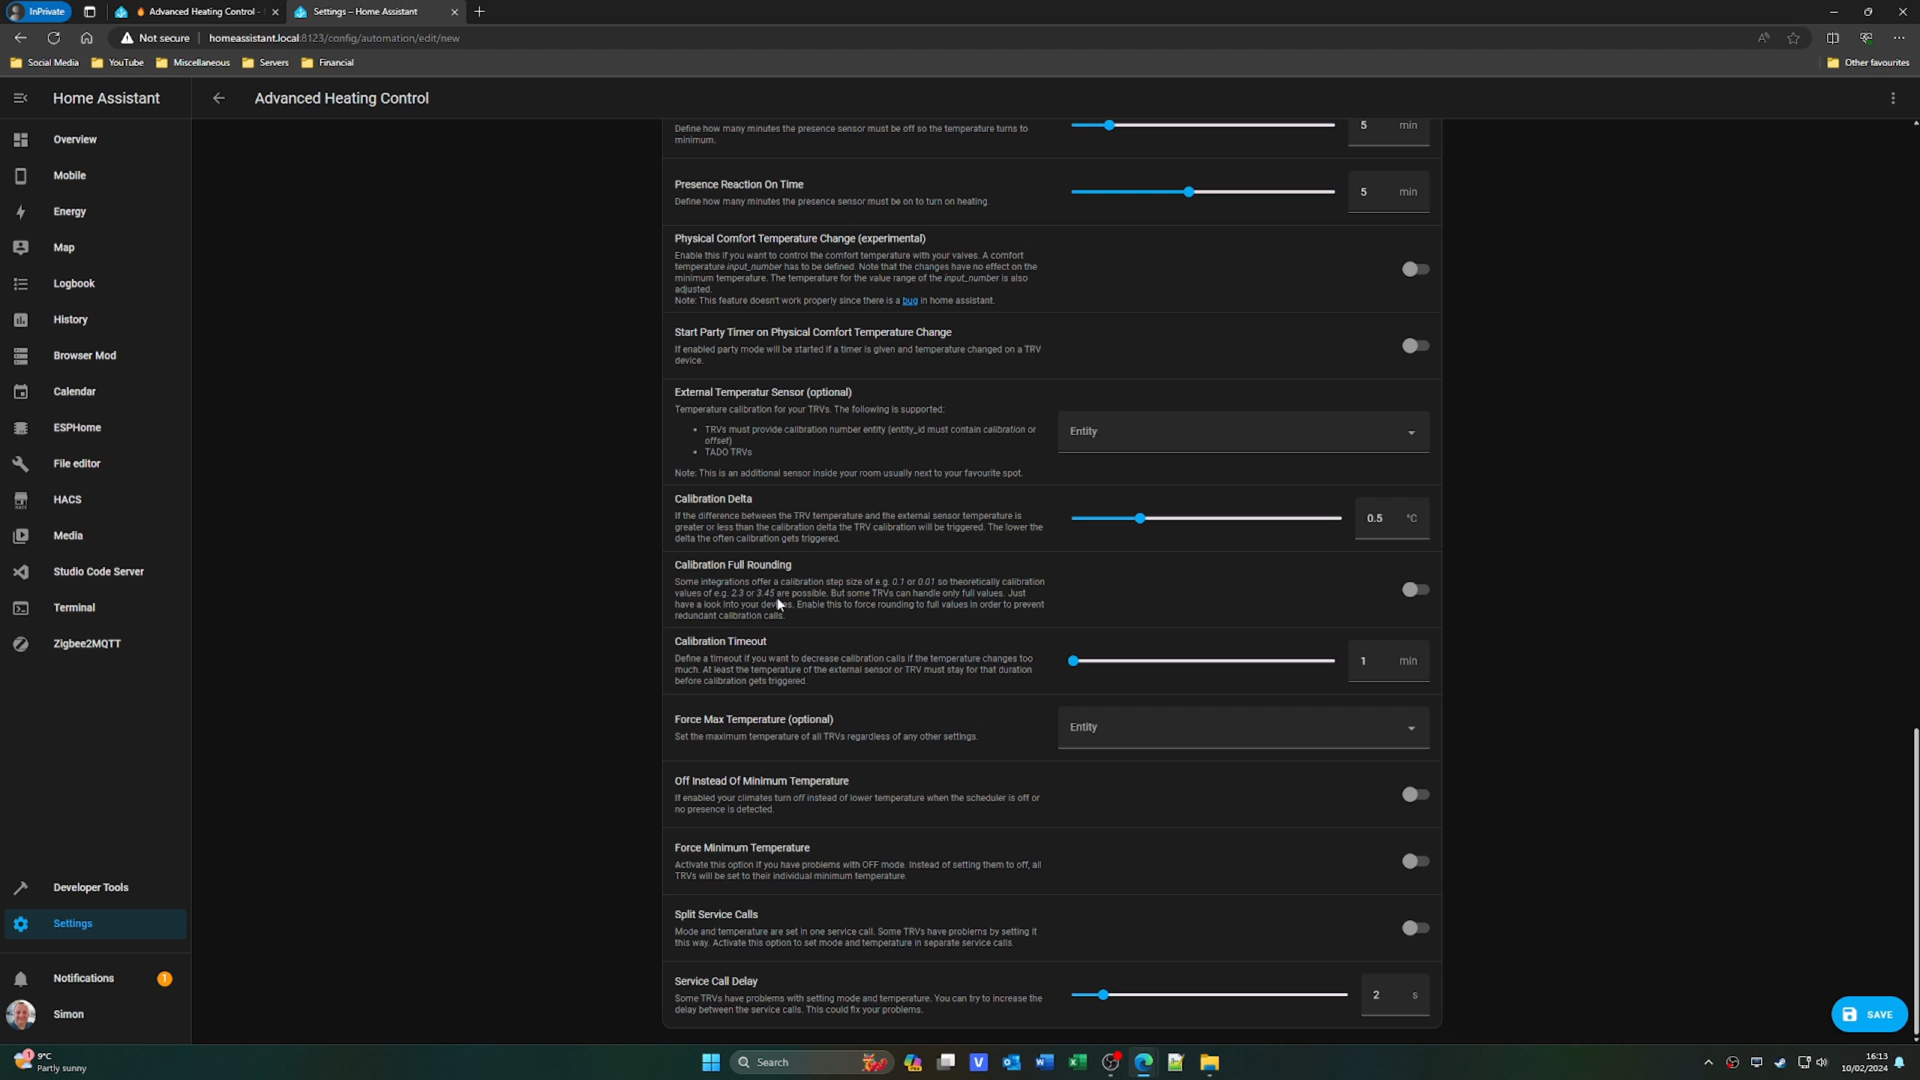 InPrivate
Advanced Heating Control -
Settings – Home Assistant
Not secure
homeassistant.local:8123/config/automation/edit/new
Social Media
YouTube
Miscellaneous
Servers
Financial
Other favourites
Home Assistant
Advanced Heating Control
Overview
Mobile
Energy
Map
Logbook
History
Browser Mod
Calendar
ESPHome
File editor
HACS
Media
Studio Code Server
Terminal
Zigbee2MQTT
Developer Tools
Settings
Notifications
1
Simon
Define how many minutes the presence sensor must be off so the temperature turns to
minimum.
5 min
Presence Reaction On Time
Define how many minutes the presence sensor must be on to turn on heating.
5 min
Physical Comfort Temperature Change (experimental)
Enable this if you want to control the comfort temperature with your valves. A comfort
temperature input_number has to be defined. Note that the changes have no effect on the
minimum temperature. The temperature for the value range of the input_number is also
adjusted.
Note: This feature doesn't work properly since there is a bug in home assistant.
Start Party Timer on Physical Comfort Temperature Change
If enabled party mode will be started if a timer is given and temperature changed on a TRV
device.
External Temperatur Sensor (optional)
Temperature calibration for your TRVs. The following is supported:
• TRVs must provide calibration number entity (entity_id must contain calibration or
offset)
• TADO TRVs
Note: This is an additional sensor inside your room usually next to your favourite spot.
Entity
Calibration Delta
If the difference between the TRV temperature and the external sensor temperature is
greater or less than the calibration delta the TRV calibration will be triggered. The lower the
delta the often calibration gets triggered.
0.5 °C
Calibration Full Rounding
Some integrations offer a calibration step size of e.g. 0.1 or 0.01 so theoretically calibration
values of e.g. 2.3 or 3.45 are possible. But some TRVs can handle only full values. Just
have a look into your devices. Enable this to force rounding to full values in order to prevent
redundant calibration calls.
Calibration Timeout
Define a timeout if you want to decrease calibration calls if the temperature changes too
much. At least the temperature of the external sensor or TRV must stay for that duration
before calibration gets triggered.
1 min
Force Max Temperature (optional)
Set the maximum temperature of all TRVs regardless of any other settings.
Entity
Off Instead Of Minimum Temperature
If enabled your climates turn off instead of lower temperature when the scheduler is off or
no presence is detected.
Force Minimum Temperature
Activate this option if you have problems with OFF mode. Instead of setting them to off, all
TRVs will be set to their individual minimum temperature.
Split Service Calls
Mode and temperature are set in one service call. Some TRVs have problems by setting it
this way. Activate this option to set mode and temperature in separate service calls.
Service Call Delay
Some TRVs have problems with setting mode and temperature. You can try to increase the
delay between the service calls. This could fix your problems.
2 s
SAVE
1
9°C
Partly sunny
Search
16:13
10/02/2024